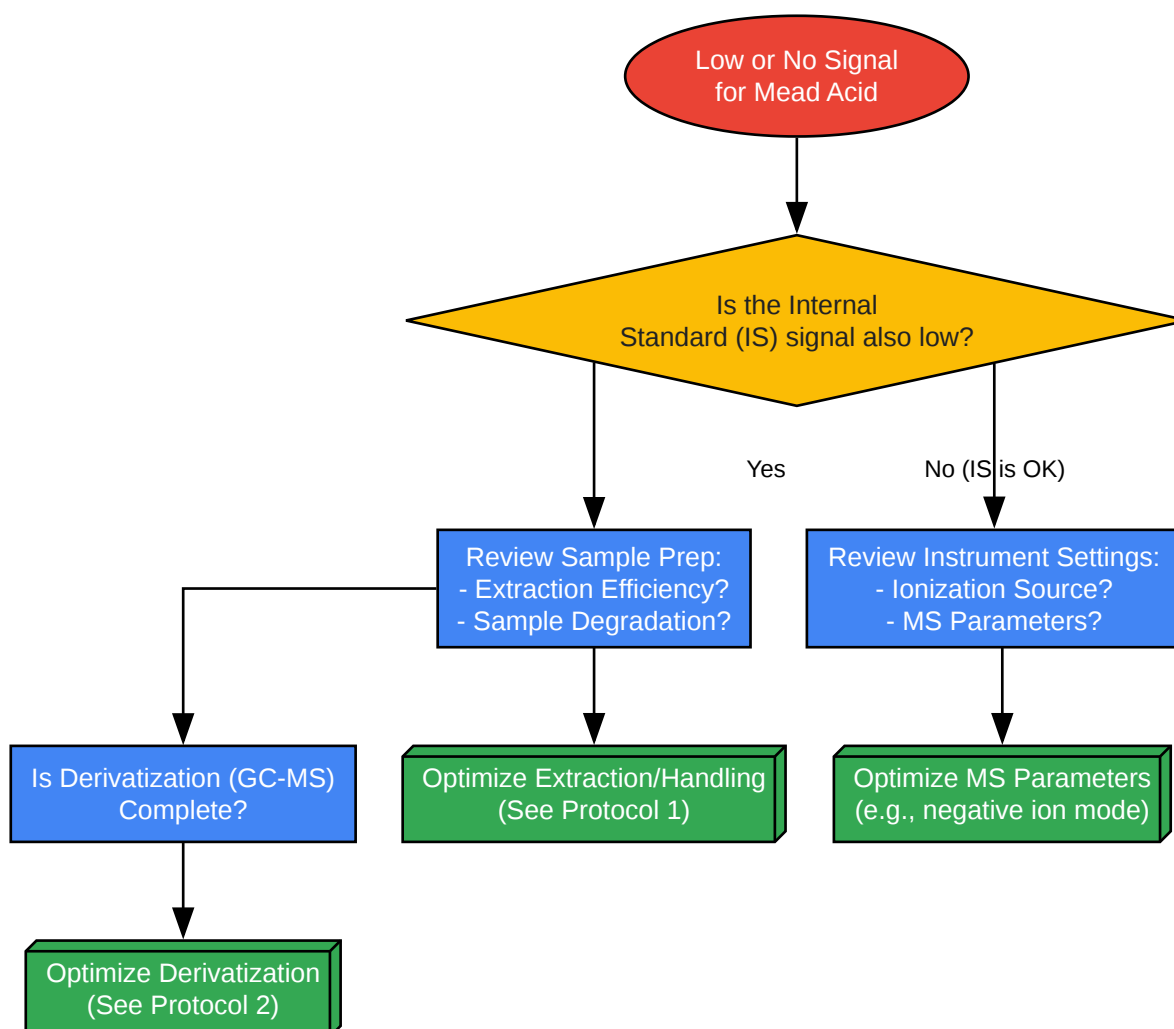 Low or No Signal
for Mead Acid
Is the Internal
Standard (IS) signal also low?
Yes
No (IS is OK)
Review Sample Prep:
- Extraction Efficiency?
- Sample Degradation?
Review Instrument Settings:
- Ionization Source?
- MS Parameters?
Is Derivatization (GC-MS)
Complete?
Optimize Extraction/Handling
(See Protocol 1)
Optimize MS Parameters
(e.g., negative ion mode)
Optimize Derivatization
(See Protocol 2)